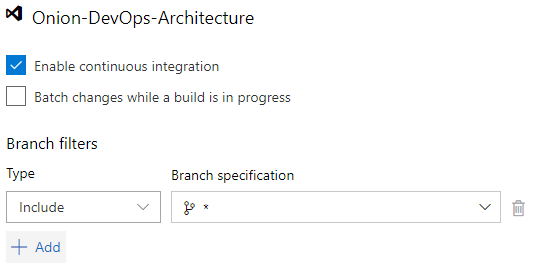 Onion-DevOps-Architecture
Enable continuous integration
Batch changes while a build is in progress
Branch filters
Type
Branch specification
Include
*
Add